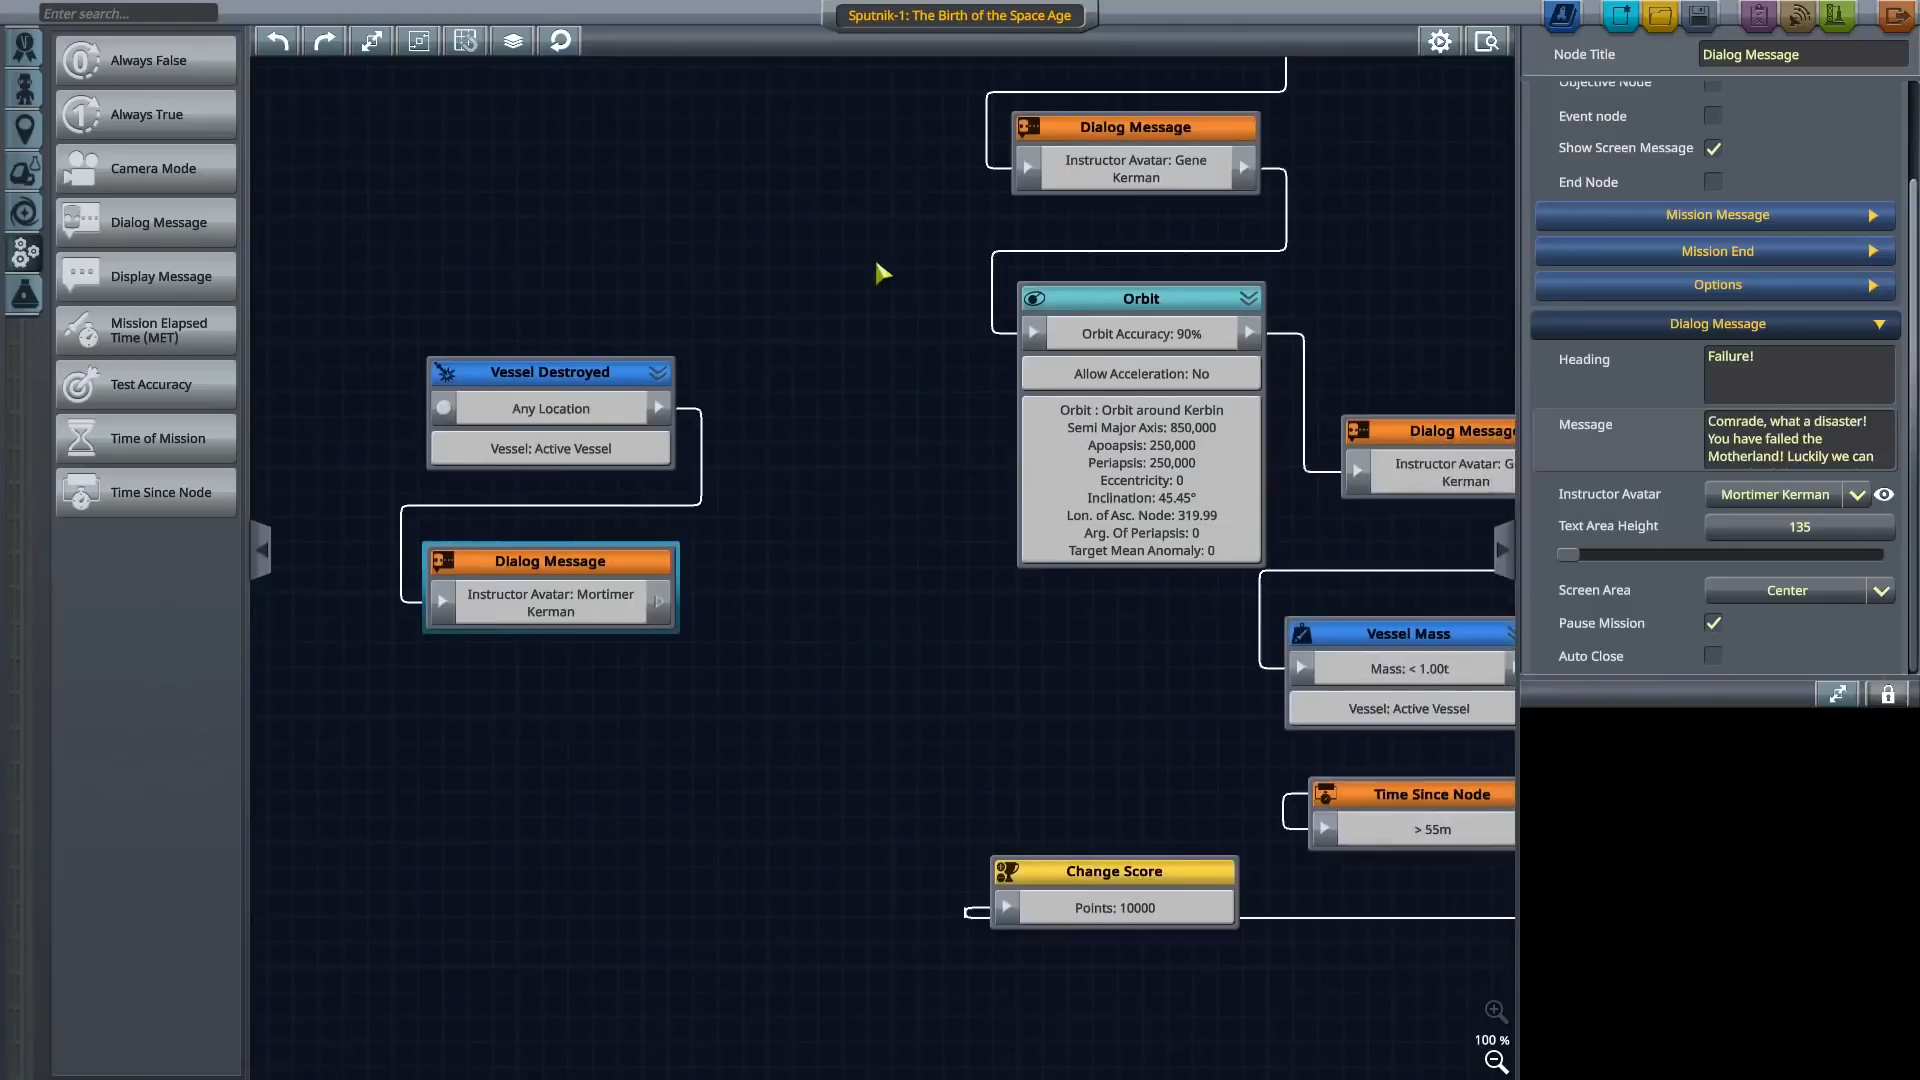 Enter search...
Sputnik-1: The Birth of the Space Age
Always False
Always True
Camera Mode
Dialog Message
Display Message
Mission Elapsed
Time (MET)
Test Accuracy
Time of Mission
Time Since Node
Vessel Destroyed
Any Location
Vessel: Active Vessel
Dialog Message
Instructor Avatar: Mortimer
Kerman
Dialog Message
Instructor Avatar: Gene
Kerman
Orbit
Orbit Accuracy: 90%
Allow Acceleration: No
Orbit : Orbit around Kerbin
Semi Major Axis: 850,000
Apoapsis: 250,000
Periapsis: 250,000
Eccentricity: 0
Inclination: 45.45°
Lon. of Asc. Node: 319.99
Arg. Of Periapsis: 0
Target Mean Anomaly: 0
Dialog Messag
Instructor Avatar: G
Kerman
Vessel Mass
Mass: < 1.00t
Vessel: Active Vessel
Time Since Node
> 55m
Change Score
Points: 10000
100 %
Node Title
Dialog Message
Objective Node
Event node
Show Screen Message
End Node
Mission Message
Mission End
Options
Dialog Message
Heading
Failure!
Message
Comrade, what a disaster!
You have failed the
Motherland! Luckily we can
Instructor Avatar
Mortimer Kerman
Text Area Height
135
Screen Area
Center
Pause Mission
Auto Close